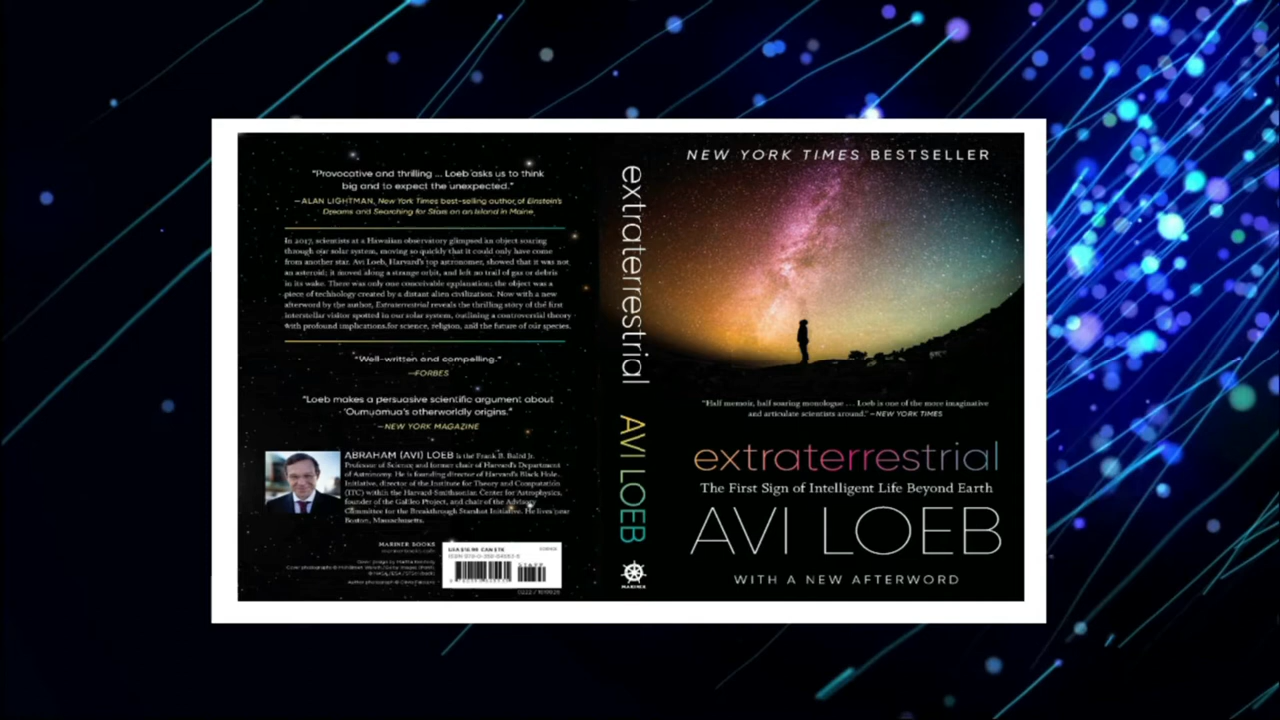 "Provocative and thrilling ... Loeb asks us to think
big and to expect the unexpected."
—ALAN LIGHTMAN, New York Times best-selling author of Einstein's
Dreams and Searching for Stars on an Island in Maine
In 2017, scientists at a Hawaiian observatory glimpsed an object soaring
through our solar system, moving so quickly that it could only have come
from another star. Avi Loeb, Harvard's top astronomer, showed that it was not
an asteroid; it moved along a strange orbit, and left no trail of gas or debris
in its wake. There was only one conceivable explanation: the object was a
piece of technology created by a distant alien civilization. Now with a new
afterword by the author, Extraterrestrial reveals the thrilling story of the first
interstellar visitor spotted in our solar system, outlining a controversial theory
with profound implications for science, religion, and the future of our species.
"Well-written and compelling."
—FORBES
"Loeb makes a persuasive scientific argument about
'Oumuamua's otherworldly origins."
—NEW YORK MAGAZINE
ABRAHAM (AVI) LOEB is the Frank B. Baird Jr.
Professor of Science and former chair of Harvard's Department
of Astronomy. He is founding director of Harvard's Black Hole
Initiative, director of the Institute for Theory and Computation
(ITC) within the Harvard-Smithsonian Center for Astrophysics,
founder of the Galileo Project, and chair of the Advisory
Committee for the Breakthrough Starshot Initiative. He lives near
Boston, Massachusetts.
MARINER BOOKS
extraterrestrial
AVI LOEB
MARINER
NEW YORK TIMES BESTSELLER
"Half memoir, half soaring monologue ... Loeb is one of the more imaginative
and articulate scientists around." —NEW YORK TIMES
extraterrestrial
The First Sign of Intelligent Life Beyond Earth
AVI LOEB
WITH A NEW AFTERWORD